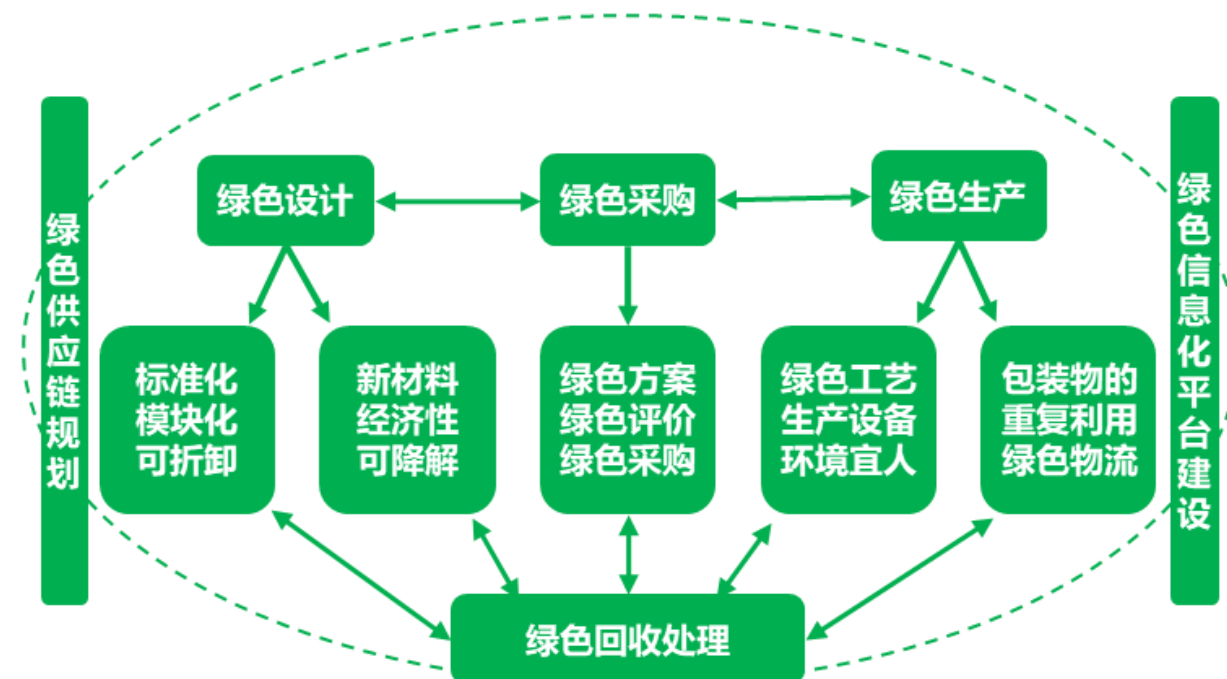 绿色供应链规划
绿色设计
绿色采购
绿色生产
标准化
模块化
可折卸
新材料
经济性
可降解
绿色方案
绿色评价
绿色采购
绿色工艺
生产设备
环境宜人
包装物的
重复利用
绿色物流
绿色回收处理
绿色信息化平台建设